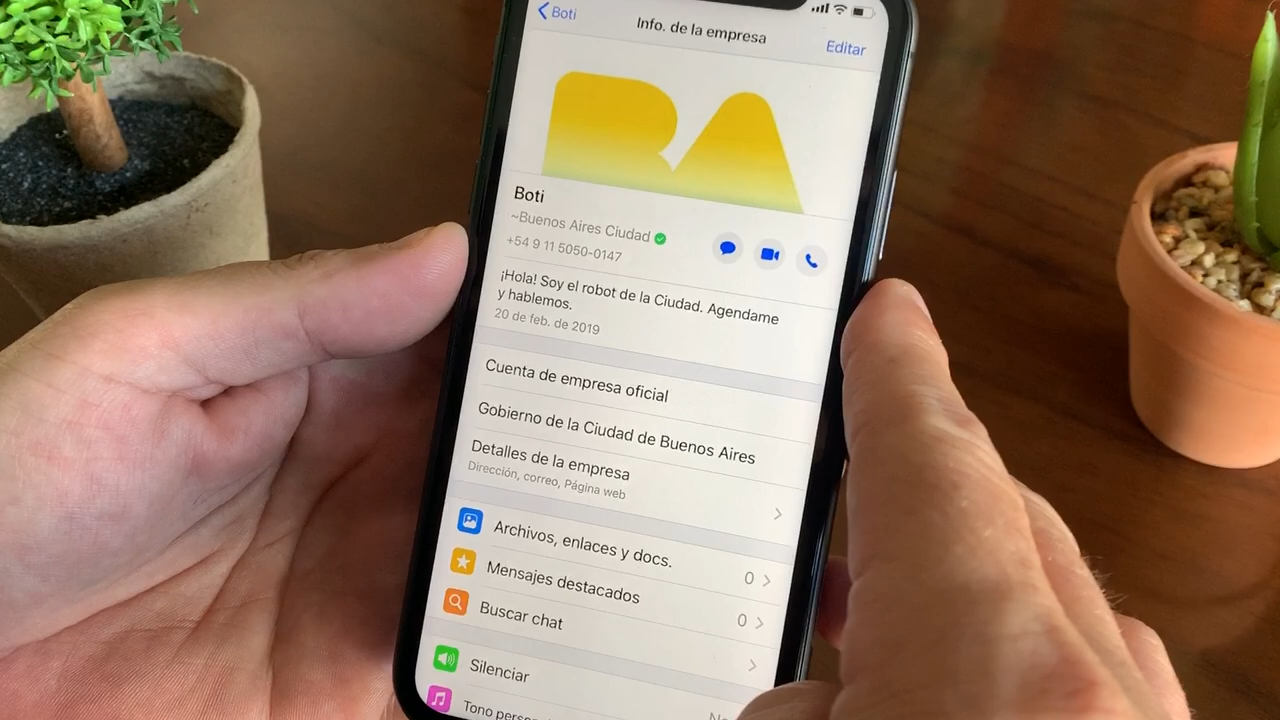 Boti
Info. de la empresa
Editar
BA
Boti
~Buenos Aires Ciudad
+54 9 11 5050-0147
¡Hola! Soy el robot de la Ciudad. Agendame
y hablemos.
20 de feb. de 2019
Cuenta de empresa oficial
Gobierno de la Ciudad de Buenos Aires
Detalles de la empresa
Dirección, correo, Página web
Archivos, enlaces y docs.
0
Mensajes destacados
0
Buscar chat
Silenciar
No
Tono perso